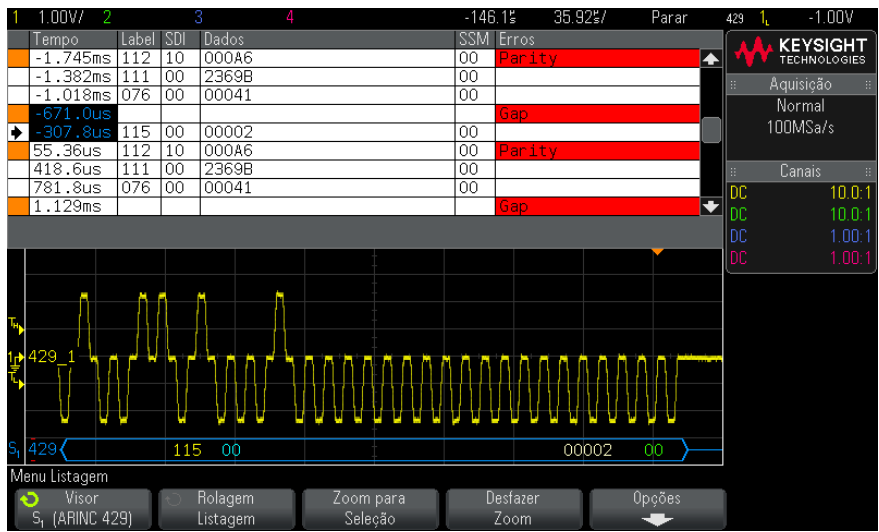 1 1.00V/ 2 3 4 -146.1µs 35.92µs/ Parar 429 1 -1.00V
Tempo Label SDI Dados SSM Erros
-1.745ms 112 10 000A6 00 Parity
-1.382ms 111 00 2369B 00
-1.018ms 076 00 00041 00
-671.0us Gap
-307.8us 115 00 00002 00
55.36us 112 10 000A6 00 Parity
418.6us 111 00 2369B 00
781.8us 076 00 00041 00
1.129ms Gap
KEYSIGHT
TECHNOLOGIES
Aquisição
Normal
100MSa/s
Canais
DC 10.0:1
DC 10.0:1
DC 1.00:1
DC 1.00:1
TH
1 429_1
TL
S1 429 115 00 00002 00
Menu Listagem
Visor
S1 (ARINC 429)
Rolagem
Listagem
Zoom para
Seleção
Desfazer
Zoom
Opções